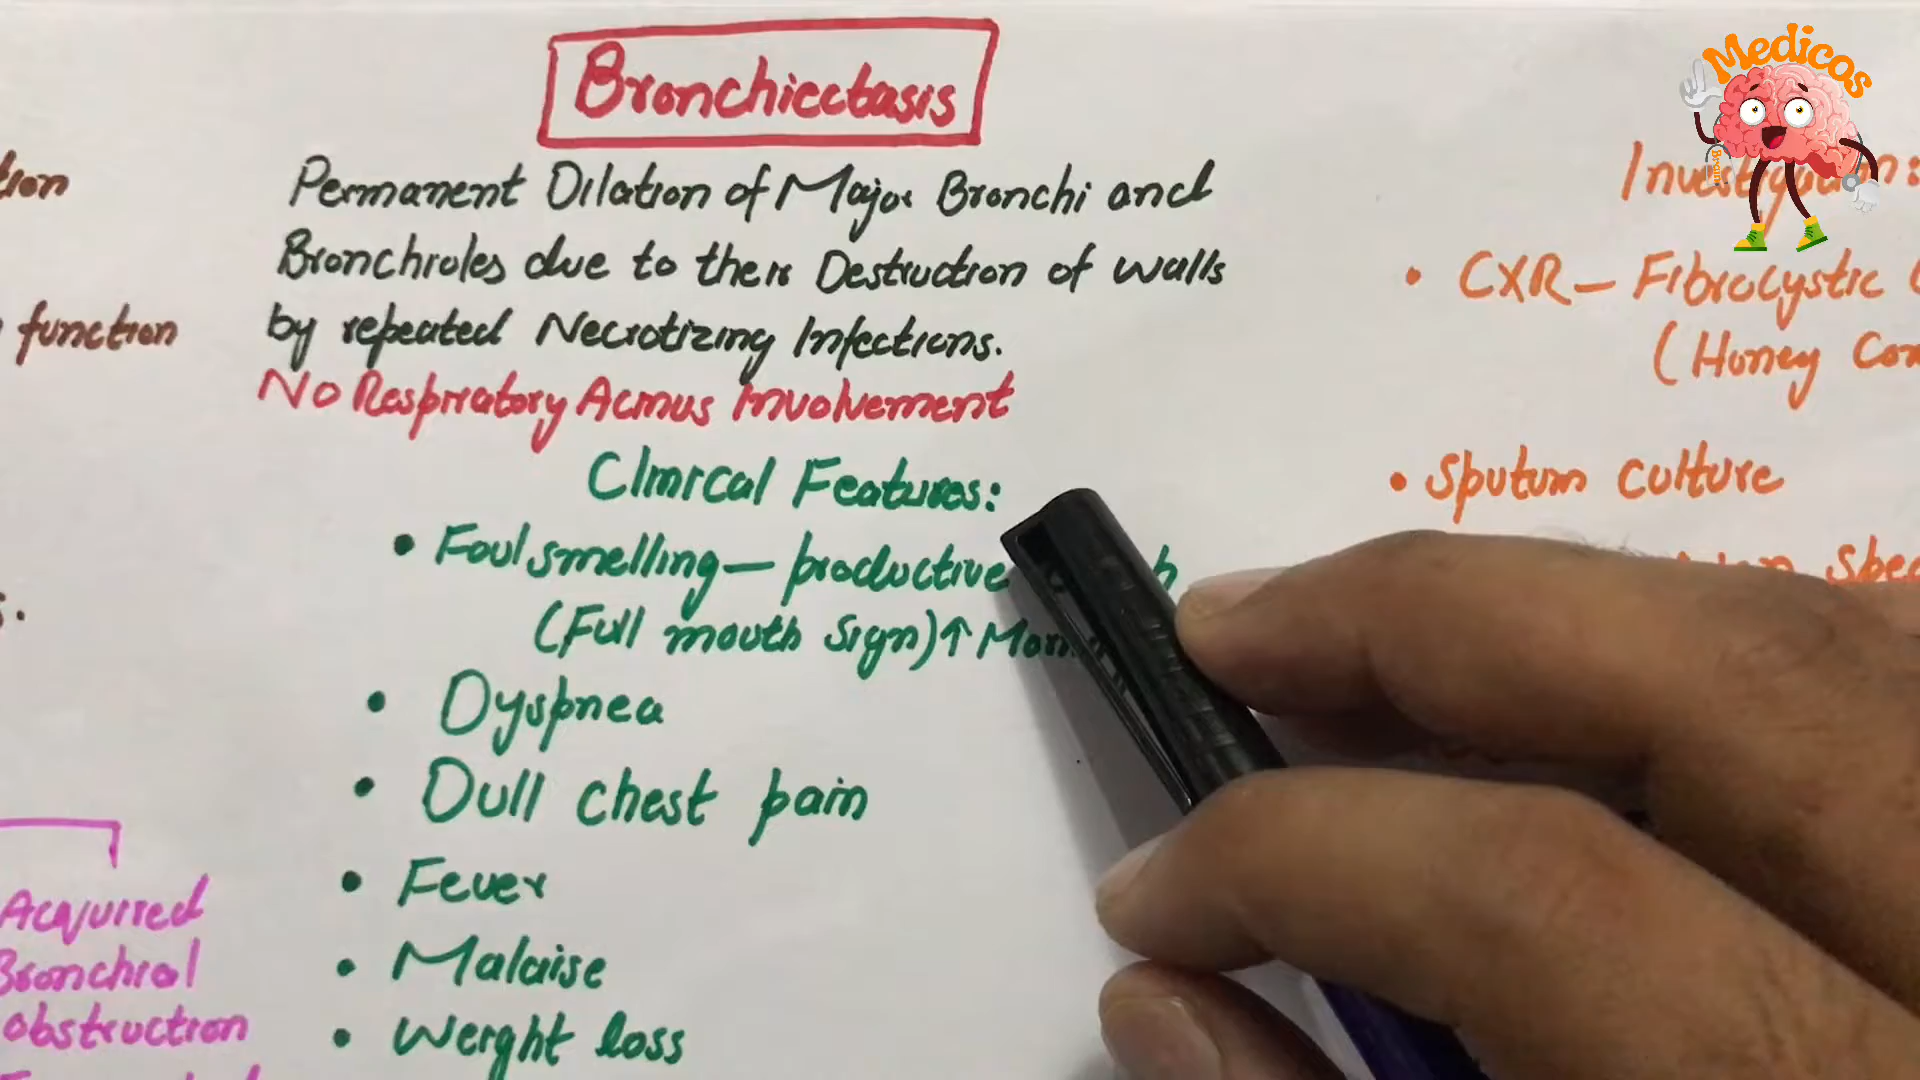 Medicos
Brain
Bronchiectasis
Permanent Dilation of Major Bronchi and
Bronchioles due to their Destruction of walls
by repeated Necrotizing Infections.
No Respiratory Acinus Involvement
Clinical Features:
• Foul smelling – productive
(Full mouth sign) ↑
• Dyspnea
• Dull chest pain
• Fever
• Malaise
• Weight loss
function
Acquired
Bronchial
obstruction
Investigation:
• CXR – Fibrocystic
(Honey
• Sputum culture